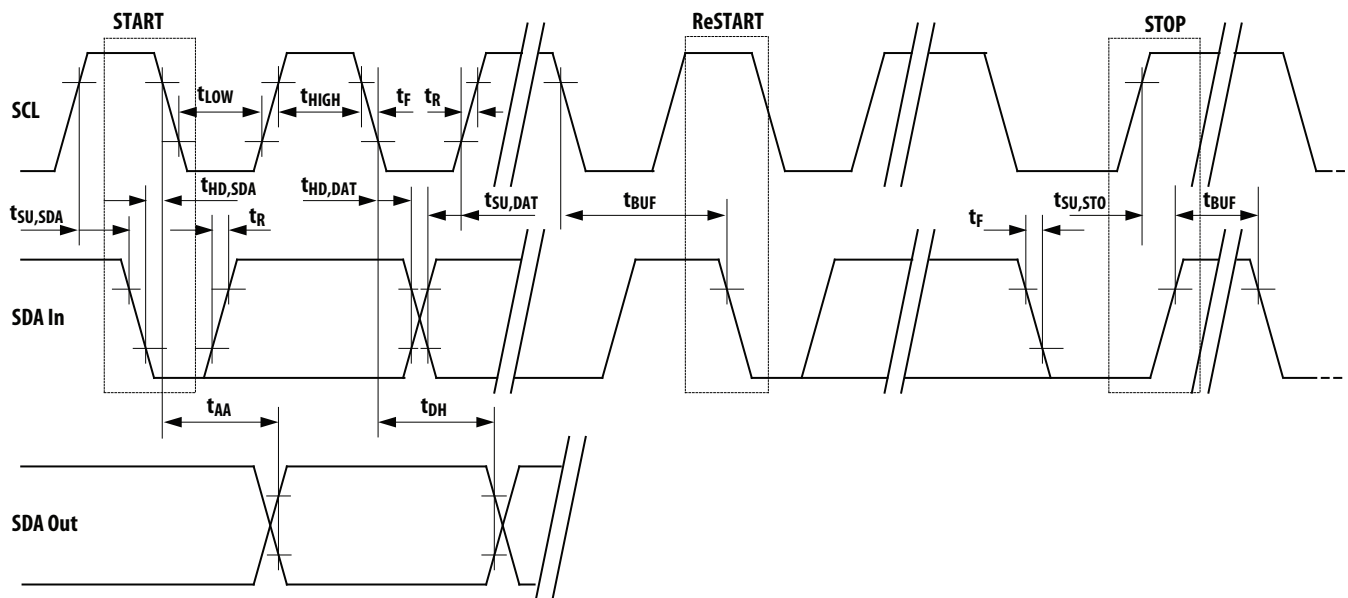 START
ReSTART
STOP
SCL
tLOW
tHIGH
tF
tR
tSU,SDA
tHD,SDA
tR
tHD,DAT
tSU,DAT
tBUF
tF
tSU,STO
tBUF
SDA In
tAA
tDH
SDA Out